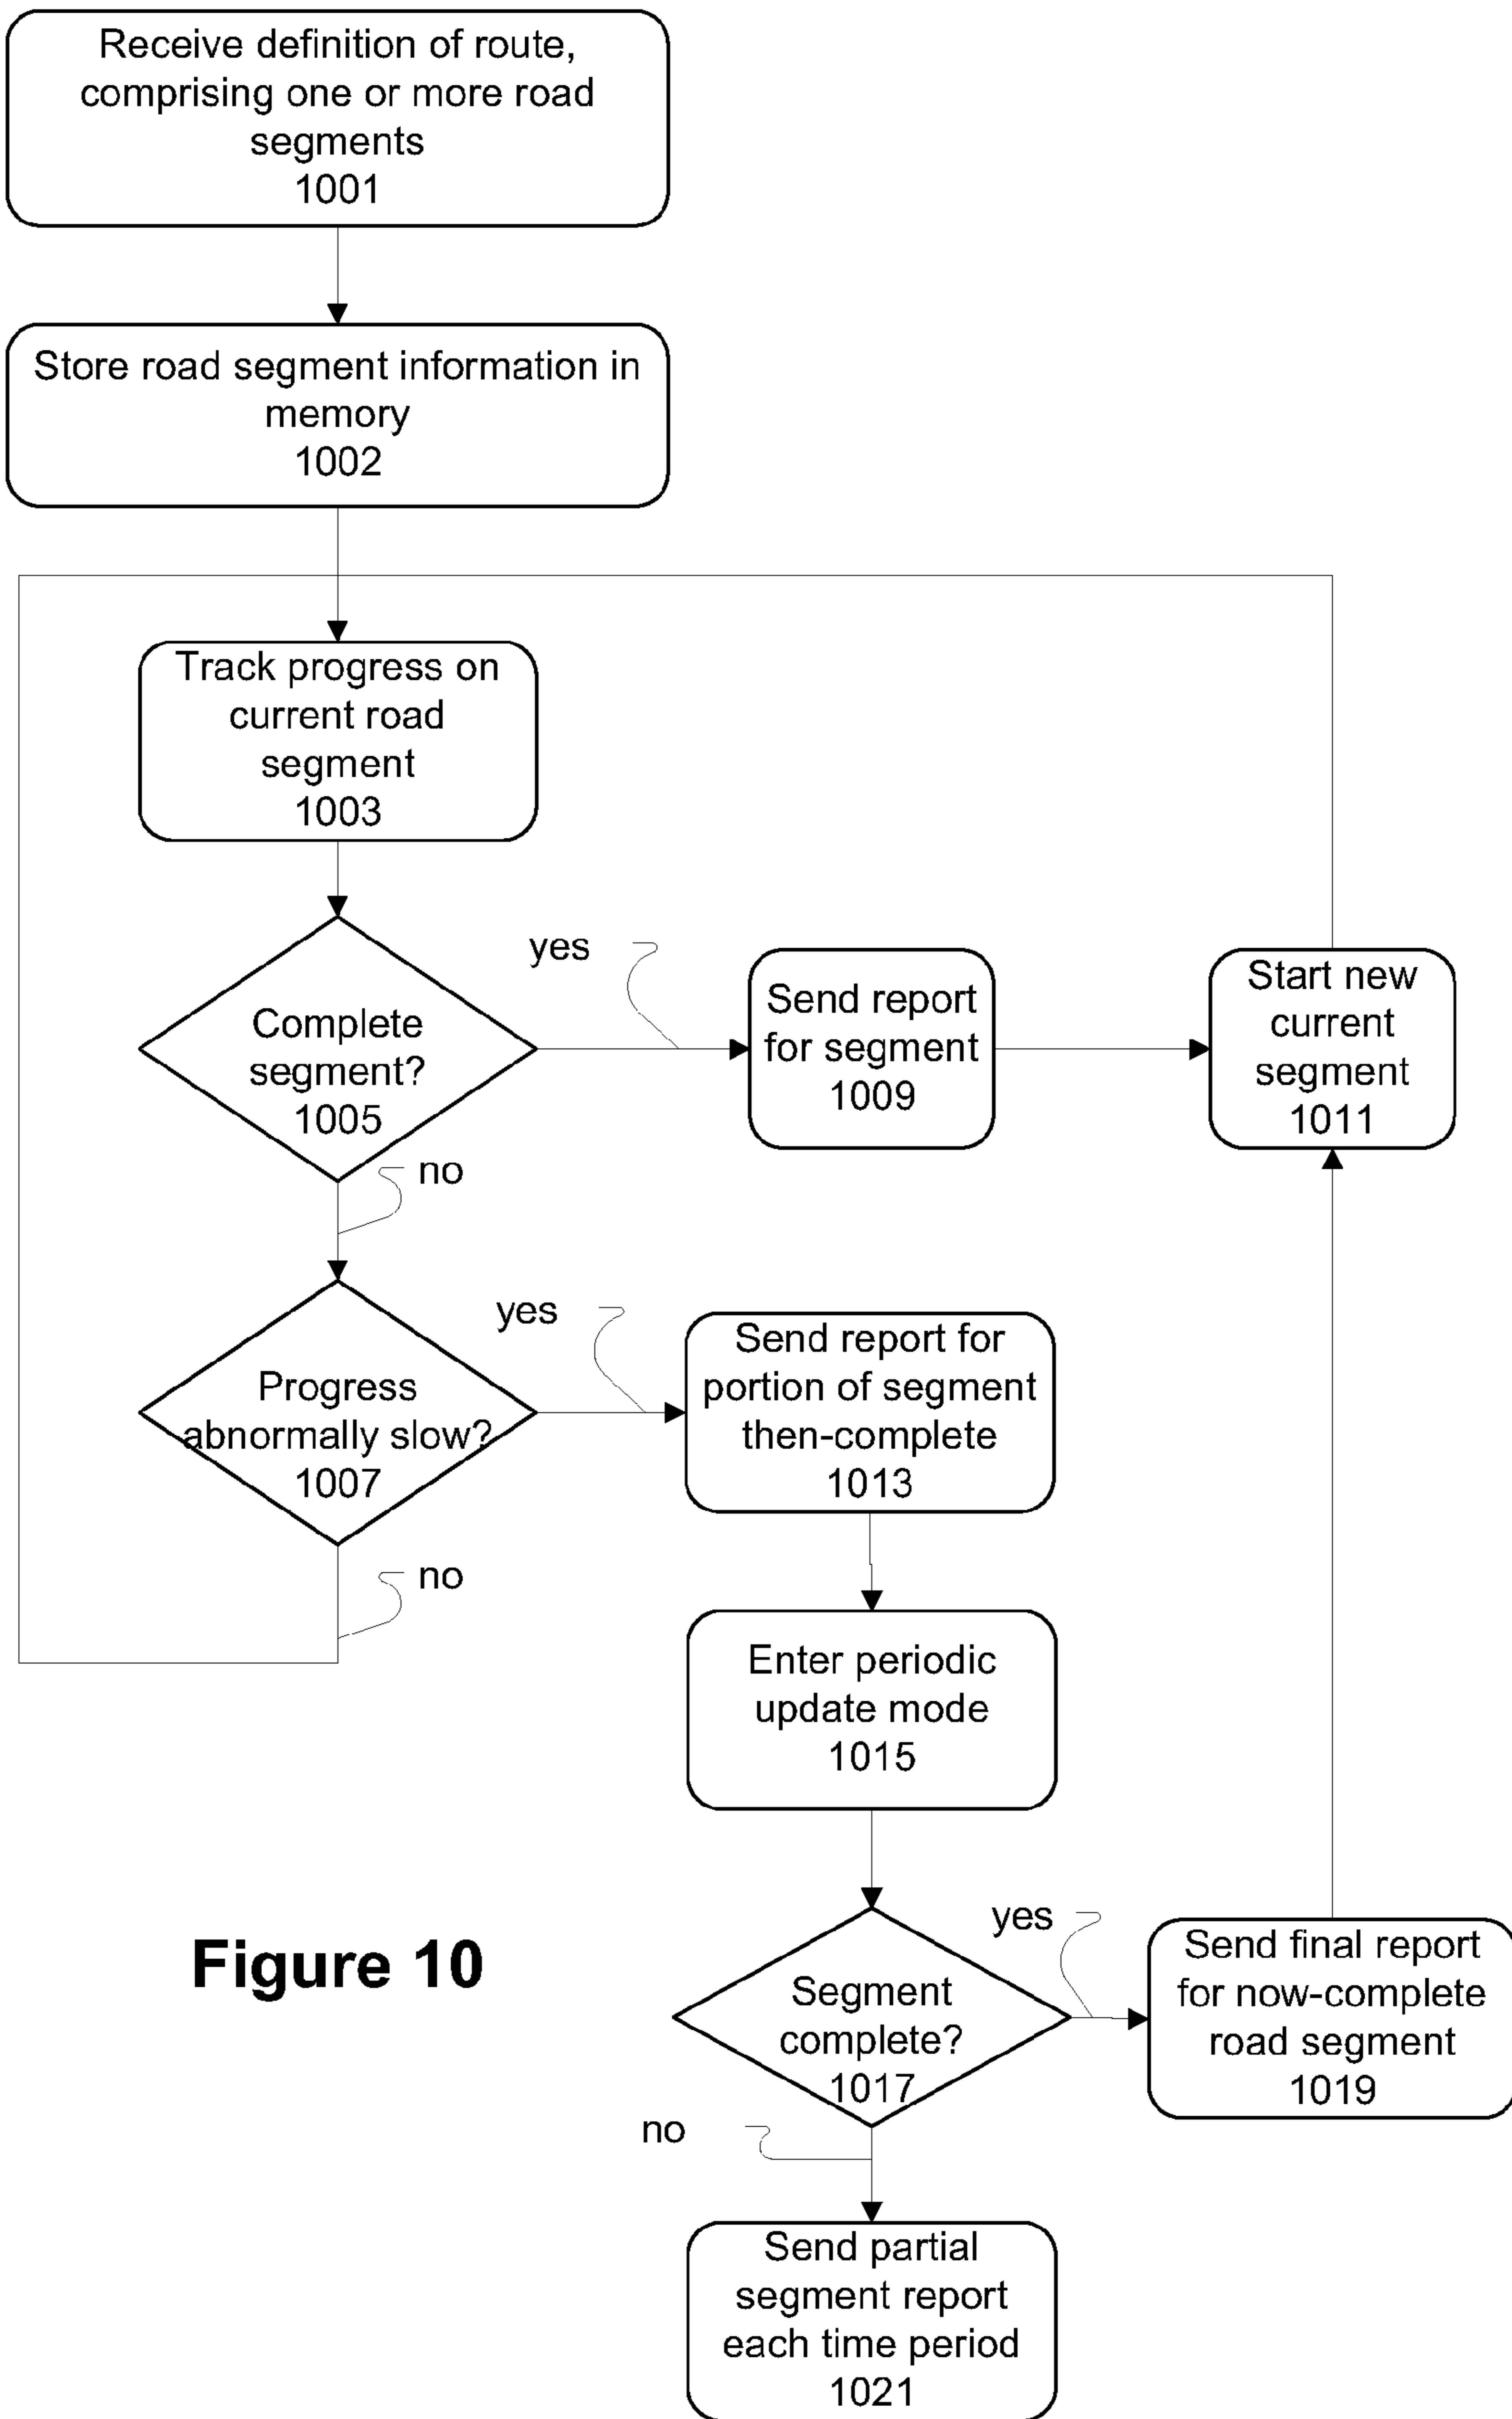 Receive definition of route,
comprising one or more road
segments
1001
Store road segment information in
memory
1002
Track progress on
current road
segment
1003
Complete
segment?
1005
yes
Send report
for segment
1009
Start new
current
segment
1011
no
Progress
abnormally slow?
1007
yes
Send report for
portion of segment
then-complete
1013
no
Enter periodic
update mode
1015
Segment
complete?
1017
yes
Send final report
for now-complete
road segment
1019
no
Send partial
segment report
each time period
1021
Figure 10